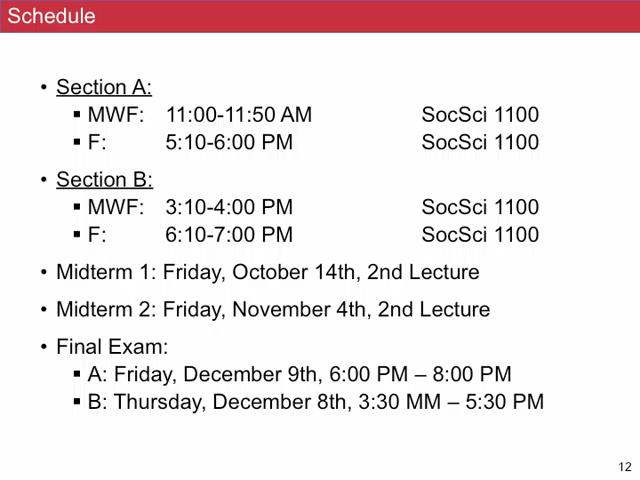 Schedule
• Section A:
▪ MWF: 11:00-11:50 AM SocSci 1100
▪ F: 5:10-6:00 PM SocSci 1100
• Section B:
▪ MWF: 3:10-4:00 PM SocSci 1100
▪ F: 6:10-7:00 PM SocSci 1100
• Midterm 1: Friday, October 14th, 2nd Lecture
• Midterm 2: Friday, November 4th, 2nd Lecture
• Final Exam:
▪ A: Friday, December 9th, 6:00 PM – 8:00 PM
▪ B: Thursday, December 8th, 3:30 MM – 5:30 PM
12